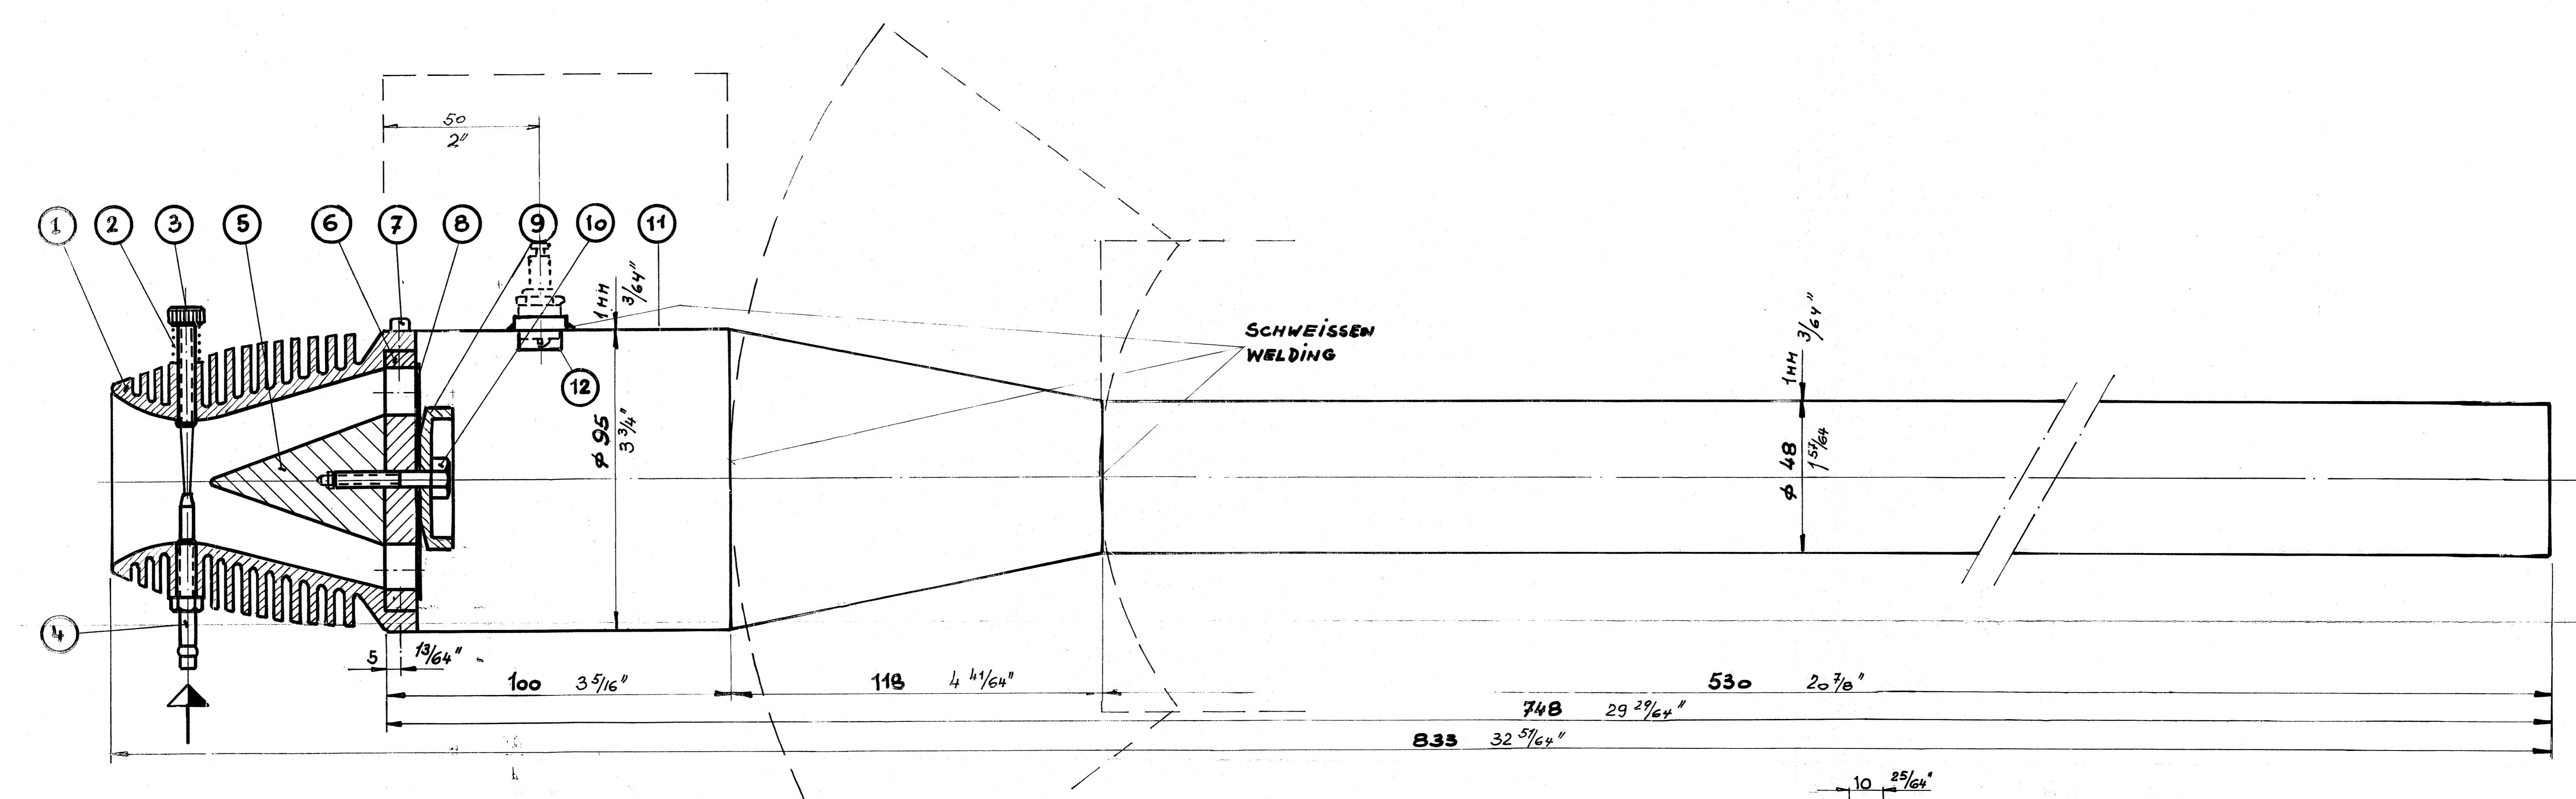 50
2"
1 2 3 5 6 7 8 9 10 11
1MM 3/64"
SCHWEISSEN
WELDING
12
1MM 3/64"
ϕ 95
3 3/4"
ϕ 48
1 57/64
4
5 13/64"
100 3 5/16"
118 4 41/64"
530 20 7/8"
748 29 29/64"
833 32 51/64"
10 25/64"